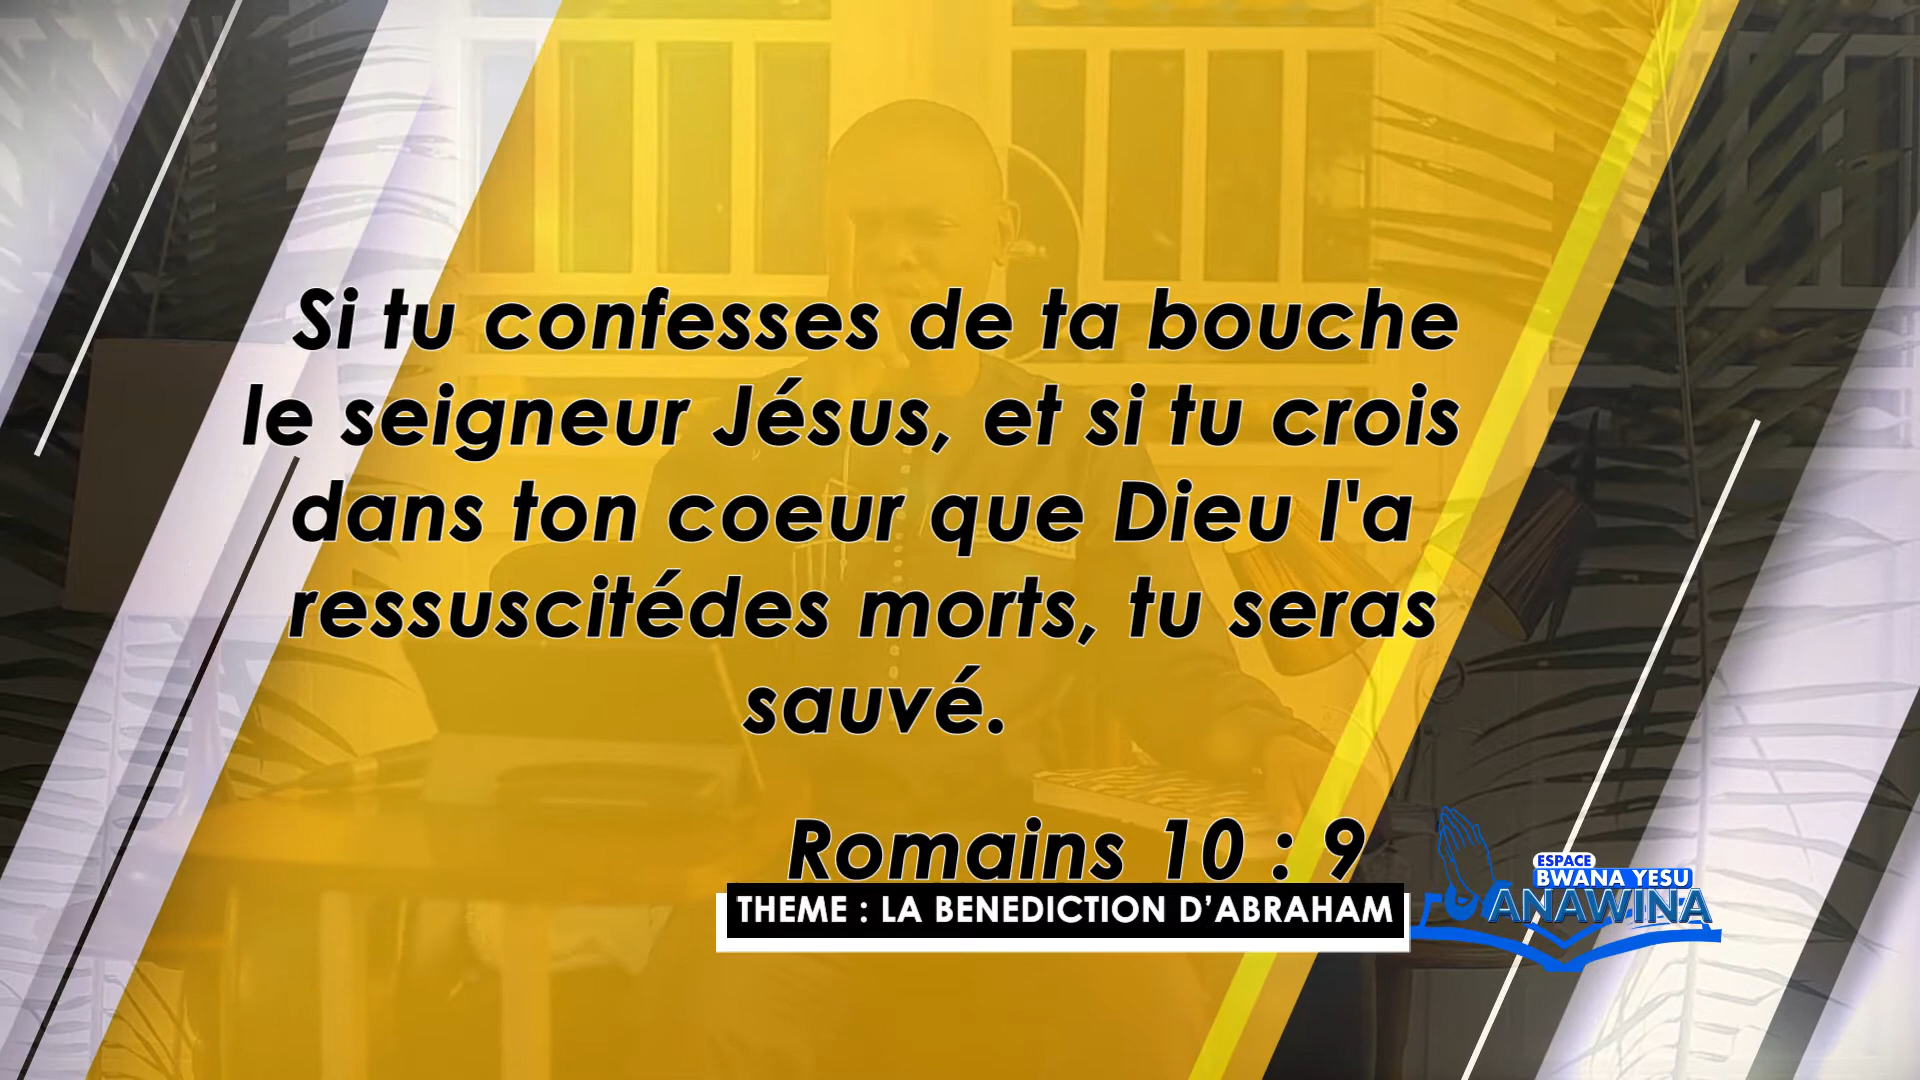 Si tu confesses de ta bouche
le seigneur Jésus, et si tu crois
dans ton coeur que Dieu l'a
ressuscitédes morts, tu seras
sauvé.
Romains 10 : 9
THEME : LA BENEDICTION D’ABRAHAM
ESPACE
BWANA YESU
ANAWINA